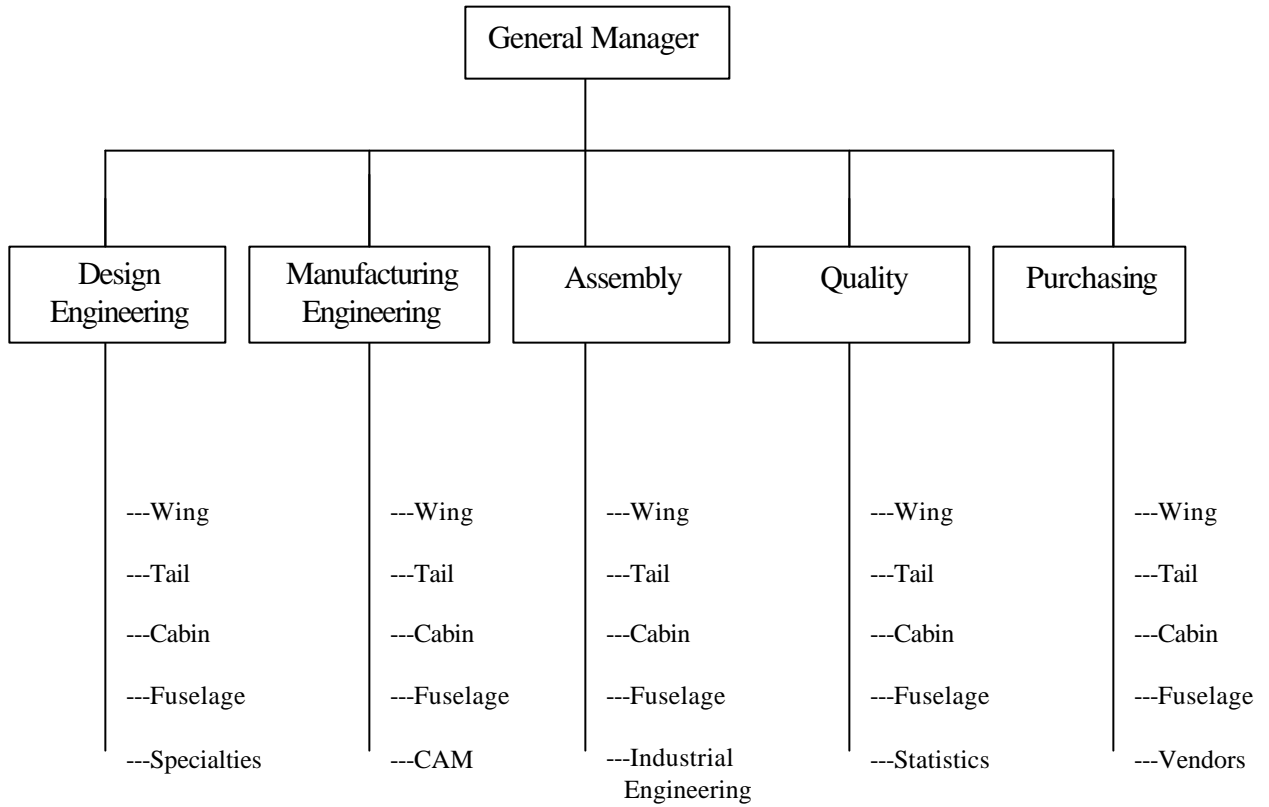 General Manager
Design
Engineering
Manufacturing
Engineering
Assembly
Quality
Purchasing
---Wing
---Wing
---Wing
---Wing
---Wing
---Tail
---Tail
---Tail
---Tail
---Tail
---Cabin
---Cabin
---Cabin
---Cabin
---Cabin
---Fuselage
---Fuselage
---Fuselage
---Fuselage
---Fuselage
---Specialties
---CAM
---Industrial
Engineering
---Statistics
---Vendors